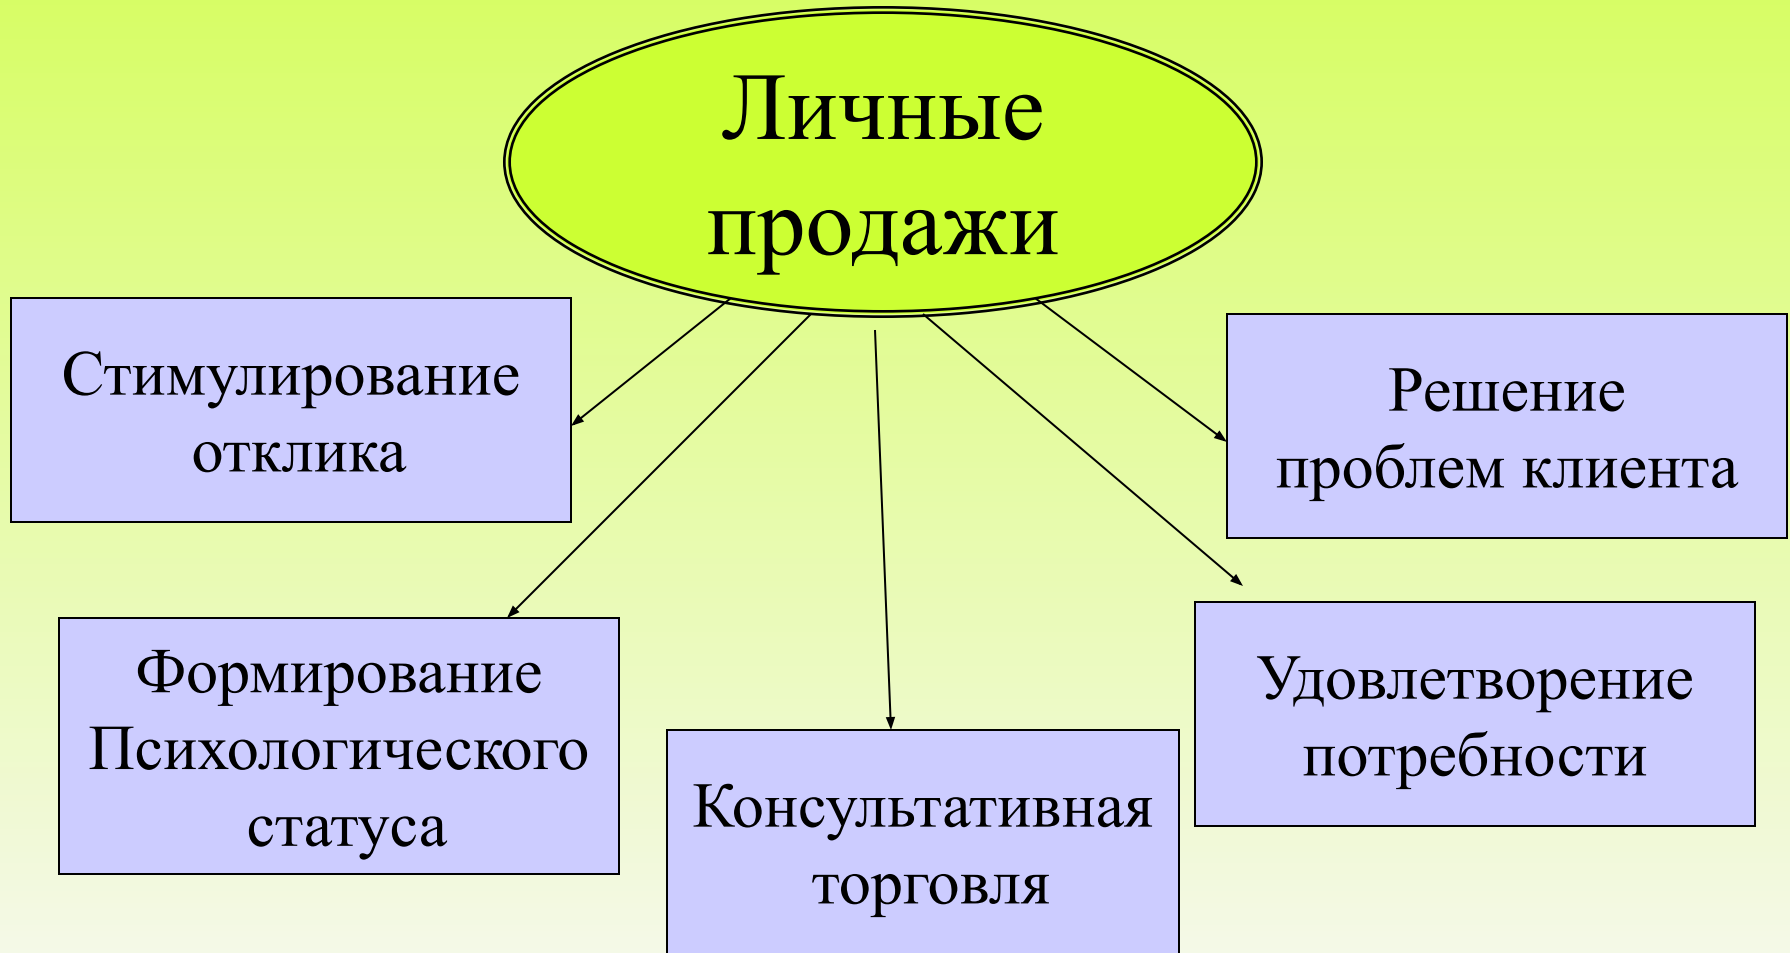 Личные
продажи
Стимулирование
отклика
Решение
проблем клиента
Формирование
Психологического
статуса
Консультативная
торговля
Удовлетворение
потребности